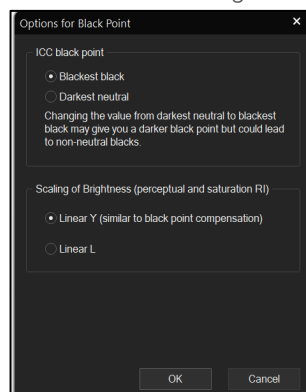 Options for Black Point
ICC black point
Blackest black
Darkest neutral
Changing the value from darkest neutral to blackest
black may give you a darker black point but could lead
to non-neutral blacks.
Scaling of Brightness (perceptual and saturation RI)
Linear Y (similar to black point compensation)
Linear L
OK
Cancel